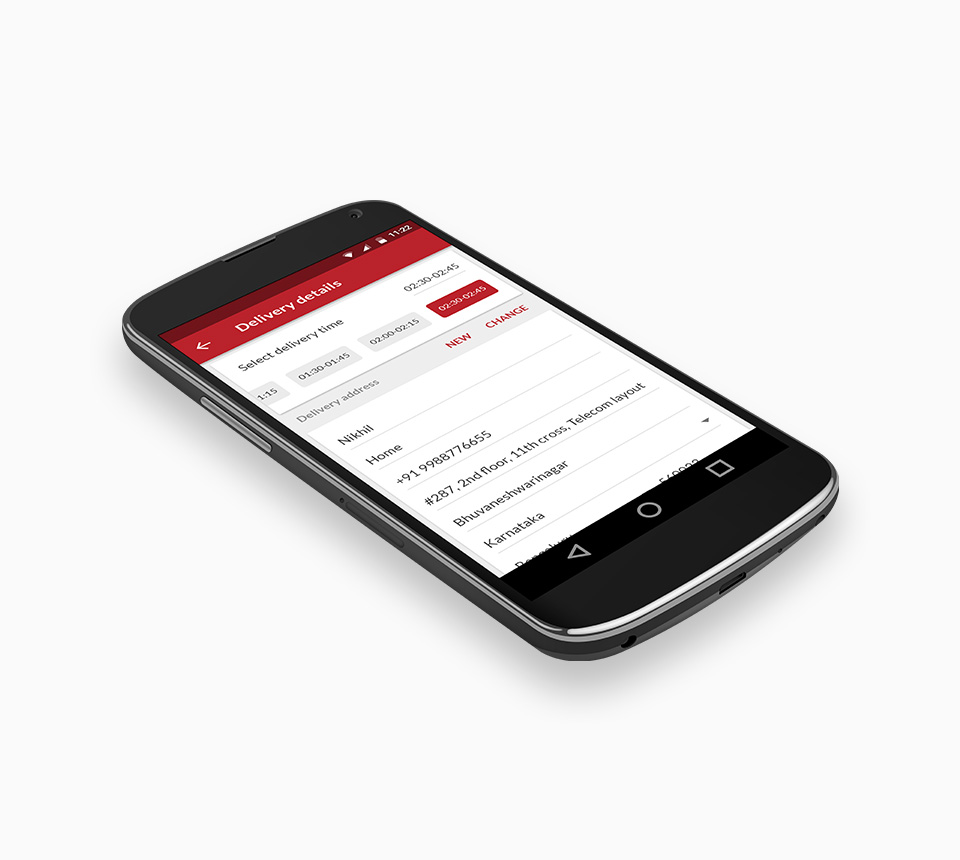 11:22
Delivery details
Select delivery time 02:30-02:45
1:15 01:30-01:45 02:00-02:15 02:30-02:45
Delivery address NEW CHANGE
Nikhil
Home
+91 9988776655
#287, 2nd floor, 11th cross, Telecom layout
Bhuvaneshwarinagar
Karnataka